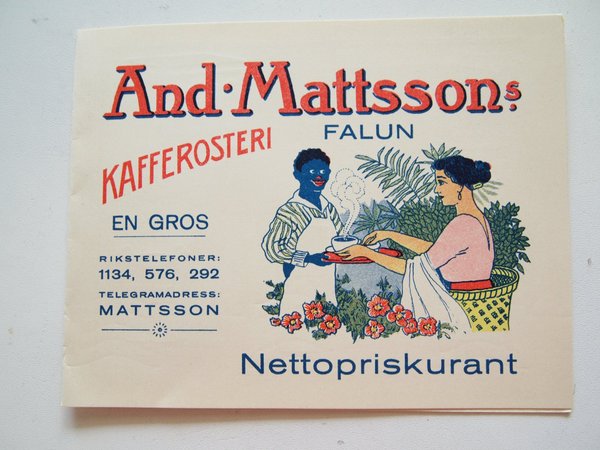 And·Mattssons.
FALUN
KAFFEROSTERI
EN GROS
RIKSTELEFONER:
1134, 576, 292
TELEGRAMADRESS:
MATTSSON
Nettopriskurant